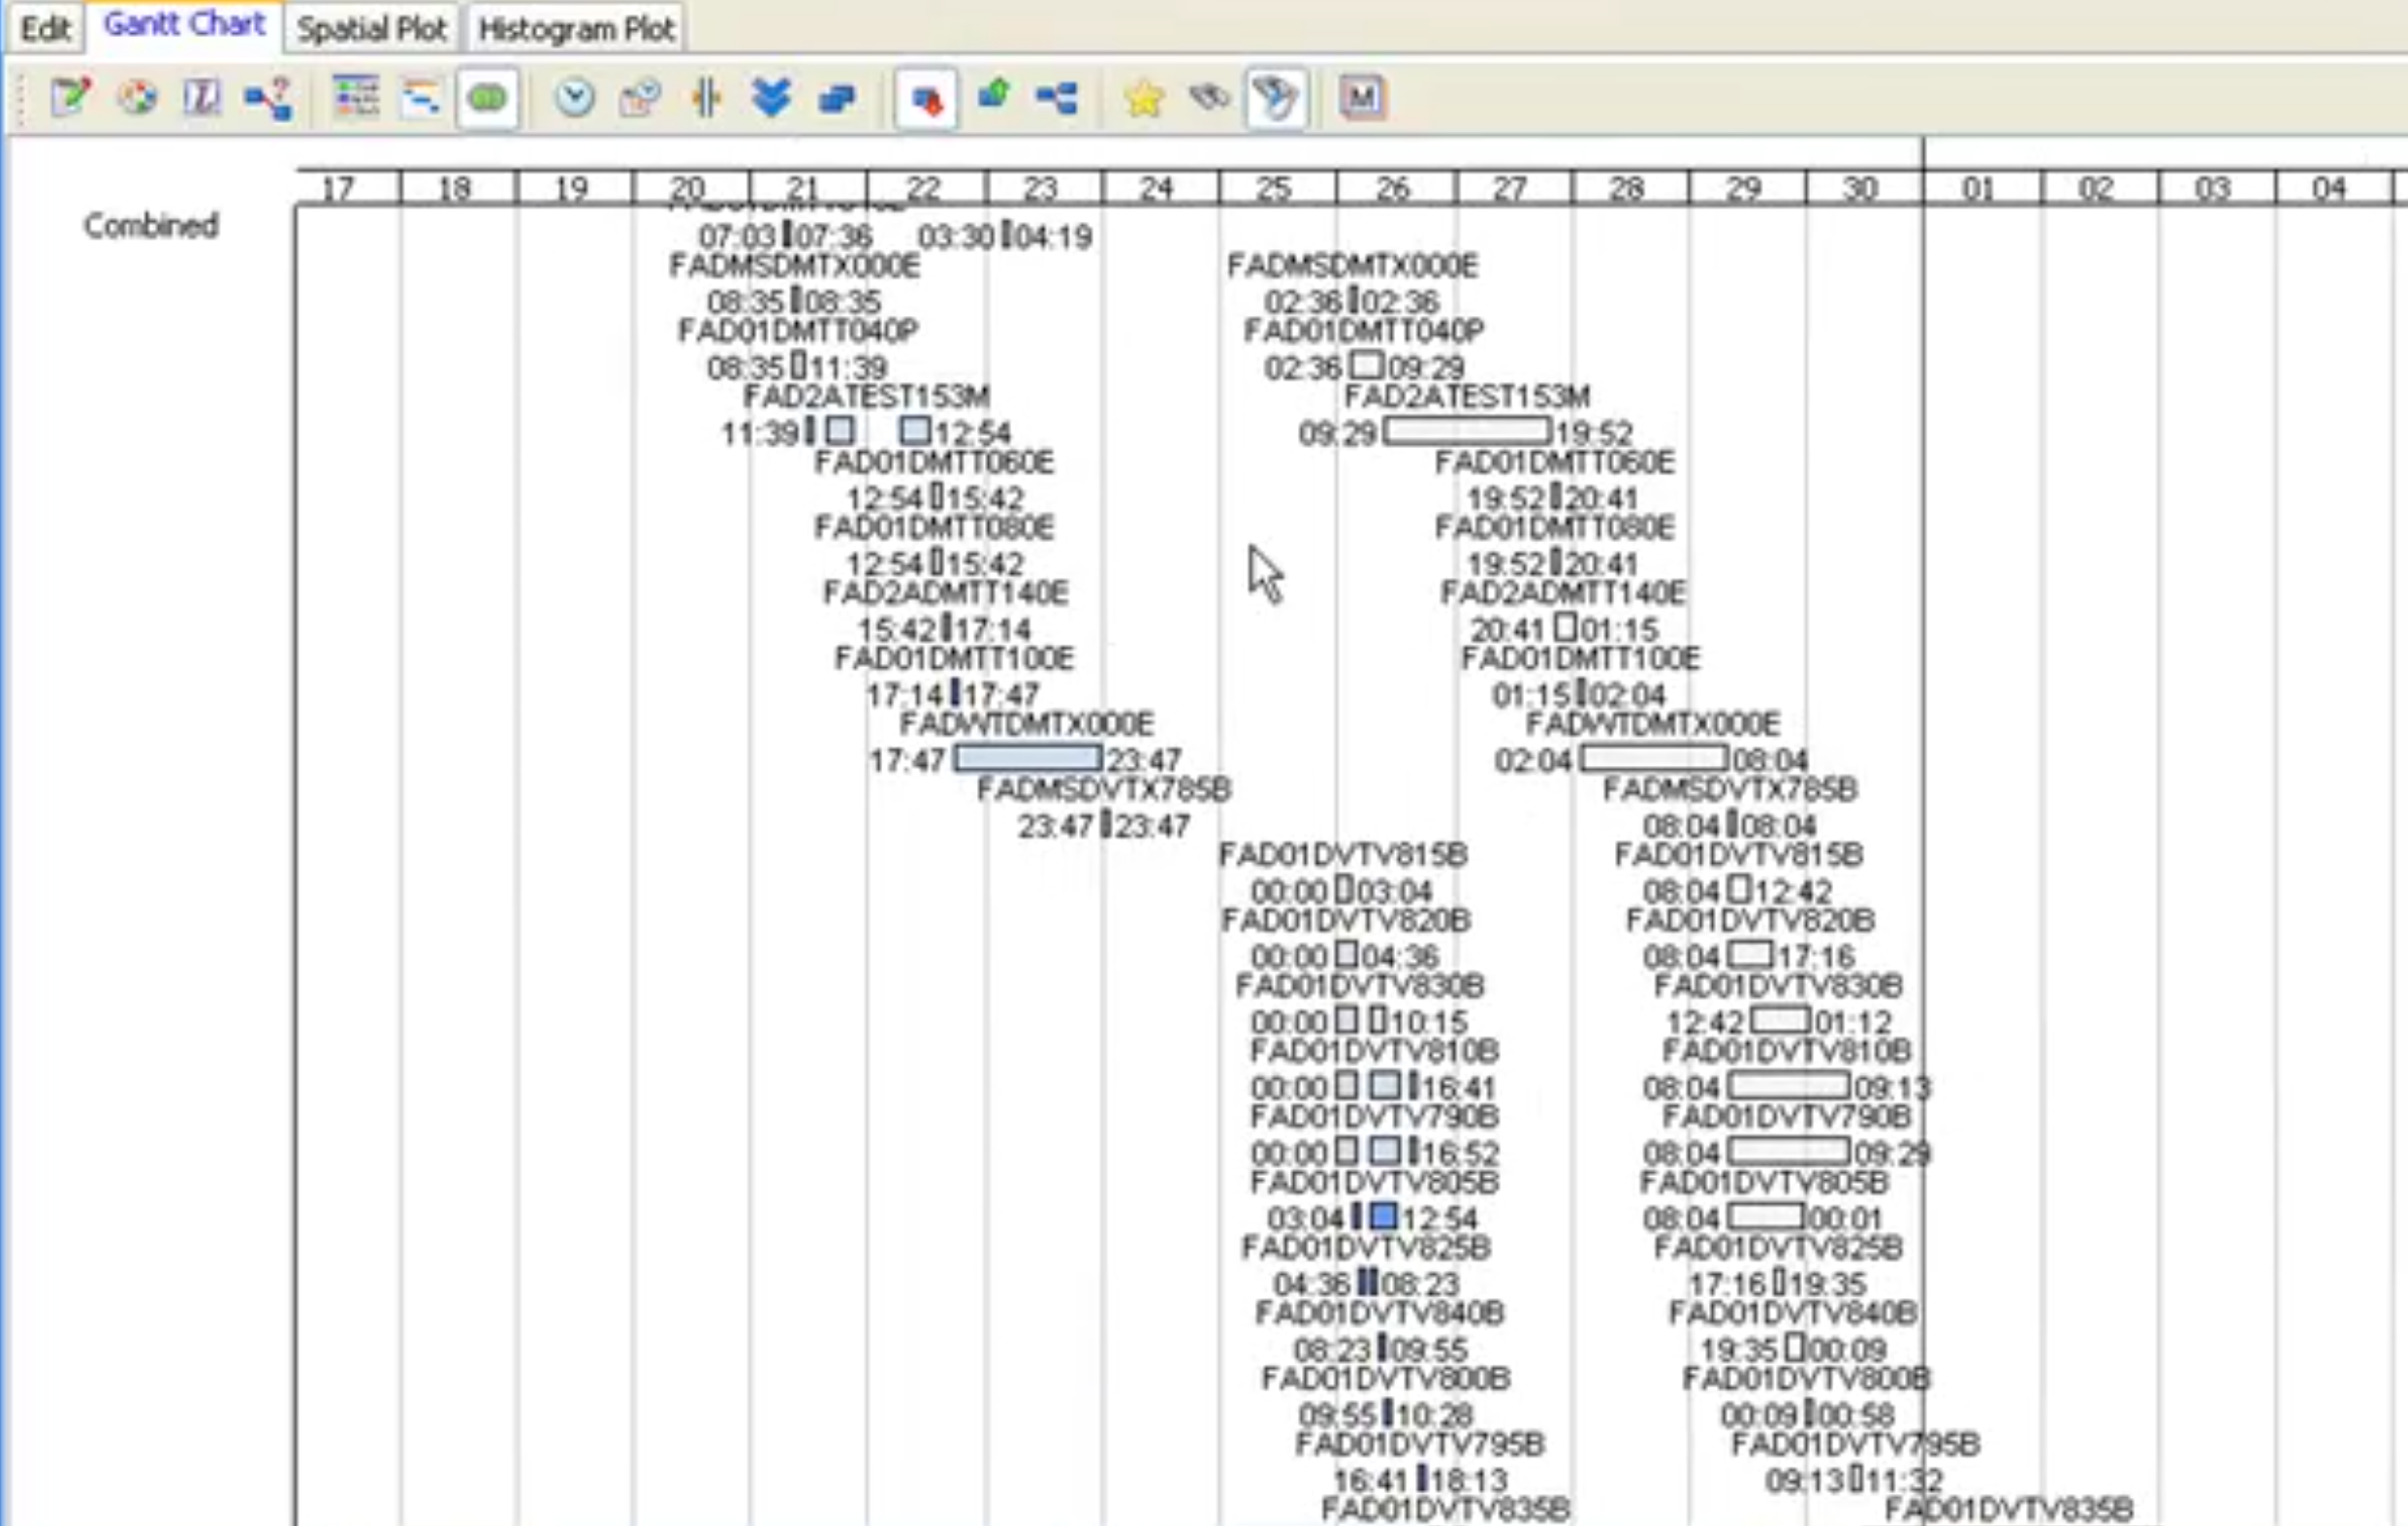 Edit Gantt Chart Spatial Plot Histogram Plot
M
17 18 19 20 21 22 23 24 25 26 27 28 29 30 01 02 03 04
Combined
07:03 07:36 03:30 04:19
FADMSDMTX000E FADMSDMTX000E
08:35 08:35 02:36 02:36
FAD01DMTT040P FAD01DMTT040P
08:35 11:39 02:36 09:29
FAD2ATEST153M FAD2ATEST153M
11:39 12:54 09:29 19:52
FAD01DMTT060E FAD01DMTT060E
12:54 15:42 19:52 20:41
FAD01DMTT080E FAD01DMTT080E
12:54 15:42 19:52 20:41
FAD2ADMTT140E FAD2ADMTT140E
15:42 17:14 20:41 01:15
FAD01DMTT100E FAD01DMTT100E
17:14 17:47 01:15 02:04
FADWTDMTX000E FADWTDMTX000E
17:47 23:47 02:04 08:04
FADMSDVTX785B FADMSDVTX785B
23:47 23:47 08:04 08:04
FAD01DVTV815B FAD01DVTV815B
00:00 03:04 08:04 12:42
FAD01DVTV820B FAD01DVTV820B
00:00 04:36 08:04 17:16
FAD01DVTV830B FAD01DVTV830B
00:00 10:15 12:42 01:12
FAD01DVTV810B FAD01DVTV810B
00:00 16:41 08:04 09:13
FAD01DVTV790B FAD01DVTV790B
00:00 16:52 08:04 09:29
FAD01DVTV805B FAD01DVTV805B
03:04 12:54 08:04 00:01
FAD01DVTV825B FAD01DVTV825B
04:36 08:23 17:16 19:35
FAD01DVTV840B FAD01DVTV840B
08:23 09:55 19:35 00:09
FAD01DVTV800B FAD01DVTV800B
09:55 10:28 00:09 00:58
FAD01DVTV795B FAD01DVTV795B
16:41 18:13 09:13 11:32
FAD01DVTV835B FAD01DVTV835B